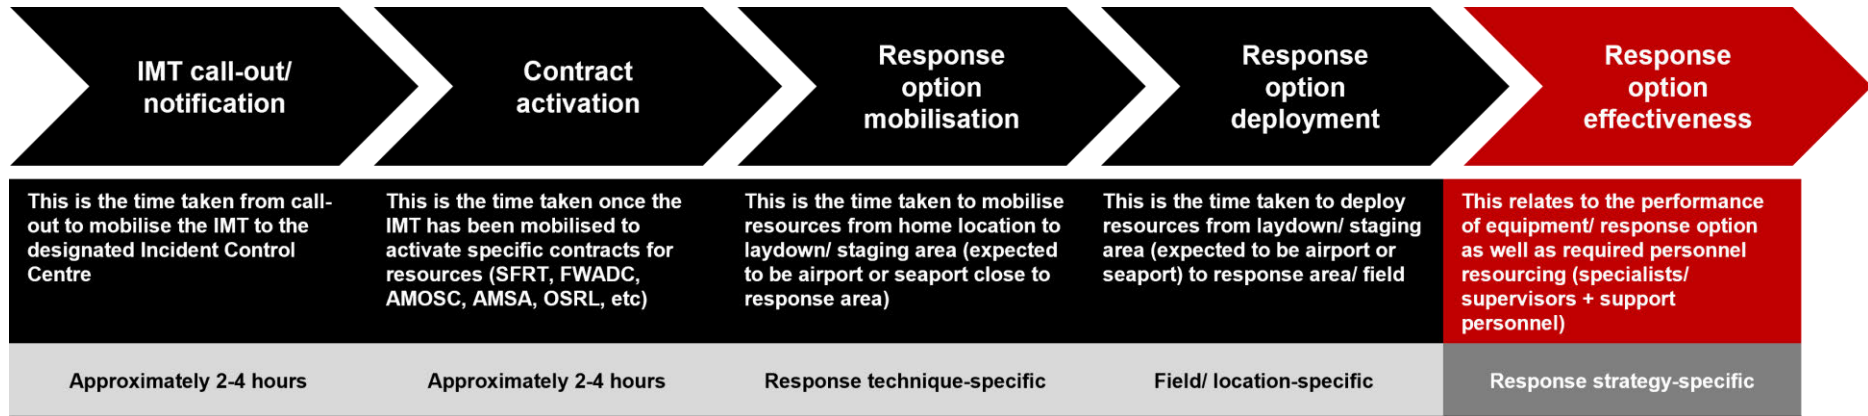 IMT call-out/
notification
Contract
activation
Response
option
mobilisation
Response
option
deployment
Response
option
effectiveness
This is the time taken from call-
out to mobilise the IMT to the
designated Incident Control
Centre
This is the time taken once the
IMT has been mobilised to
activate specific contracts for
resources (SFRT, FWADC,
AMOSC, AMSA, OSRL, etc)
This is the time taken to mobilise
resources from home location to
laydown/ staging area (expected
to be airport or seaport close to
response area)
This is the time taken to deploy
resources from laydown/ staging
area (expected to be airport or
seaport) to response area/ field
This relates to the performance
of equipment/ response option
as well as required personnel
resourcing (specialists/
supervisors + support
personnel)
Approximately 2-4 hours
Approximately 2-4 hours
Response technique-specific
Field/ location-specific
Response strategy-specific